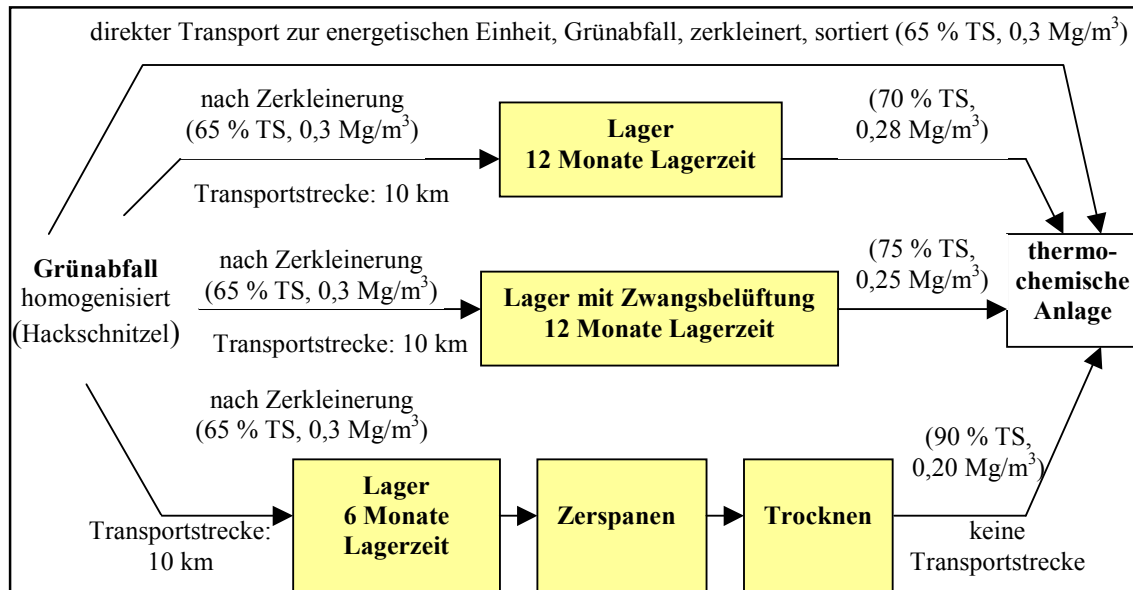 direkter Transport zur energetischen Einheit, Grünabfall, zerkleinert, sortiert (65 % TS, 0,3 Mg/m³)
nach Zerkleinerung
(65 % TS, 0,3 Mg/m³)
Transportstrecke: 10 km
Lager
12 Monate Lagerzeit
(70 % TS,
0,28 Mg/m³)
Grünabfall
homogenisiert
(Hackschnitzel)
nach Zerkleinerung
(65 % TS, 0,3 Mg/m³)
Transportstrecke: 10 km
Lager mit Zwangsbelüftung
12 Monate Lagerzeit
(75 % TS,
0,25 Mg/m³)
thermo-
chemische
Anlage
nach Zerkleinerung
(65 % TS, 0,3 Mg/m³)
Transportstrecke:
10 km
Lager
6 Monate
Lagerzeit
Zerspanen
Trocknen
(90 % TS,
0,20 Mg/m³)
keine
Transportstrecke